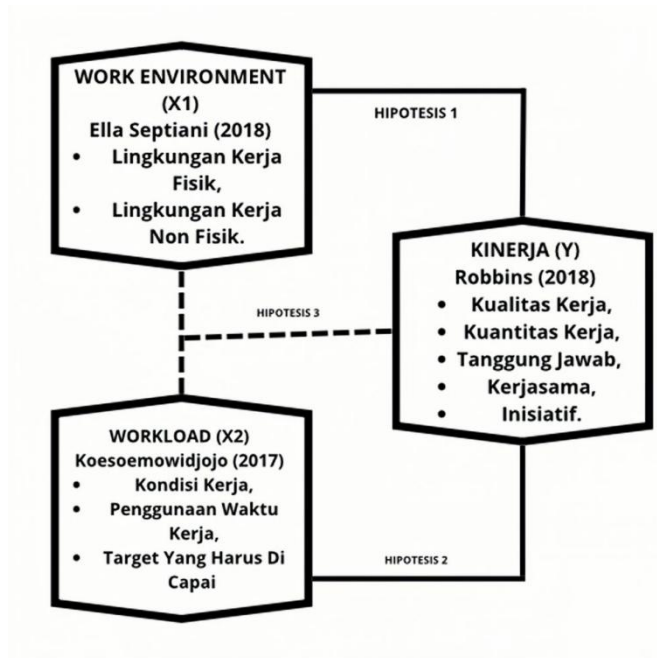 WORK ENVIRONMENT
(X1)
Ella Septiani (2018)
• Lingkungan Kerja
Fisik,
• Lingkungan Kerja
Non Fisik.
HIPOTESIS 1
KINERJA (Y)
Robbins (2018)
• Kualitas Kerja,
• Kuantitas Kerja,
• Tanggung Jawab,
• Kerjasama,
• Inisiatif.
HIPOTESIS 3
WORKLOAD (X2)
Koesoemowidjojo (2017)
• Kondisi Kerja,
• Penggunaan Waktu
Kerja,
• Target Yang Harus Di
Capai
HIPOTESIS 2